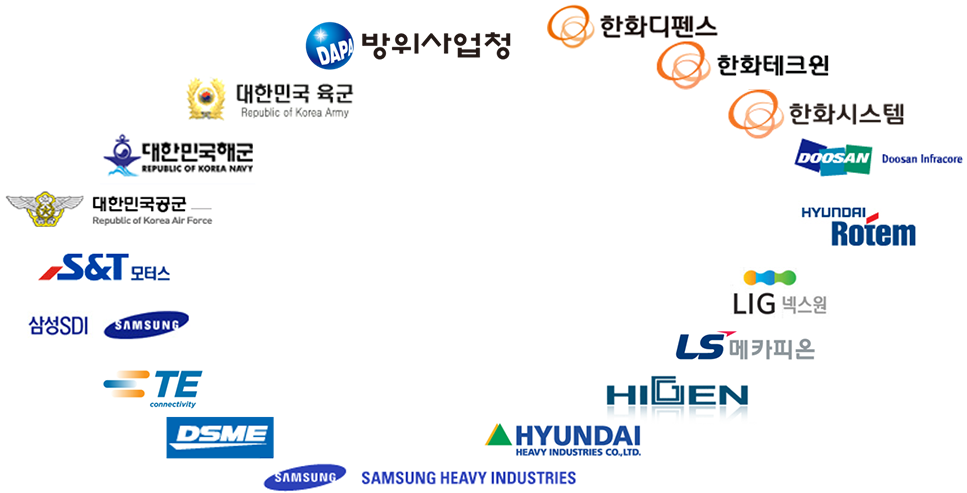 DAPA 방위사업청
한화디펜스
한화테크윈
대한민국 육군
Republic of Korea Army
한화시스템
대한민국해군
REPUBLIC OF KOREA NAVY
DOOSAN Doosan Infracore
대한민국공군
Republic of Korea Air Force
HYUNDAI
Rotem
S&T 모터스
LIG 넥스원
삼성SDI SAMSUNG
LS 메카피온
TE
connectivity
HIGEN
DSME
HYUNDAI
HEAVY INDUSTRIES CO.,LTD.
SAMSUNG SAMSUNG HEAVY INDUSTRIES